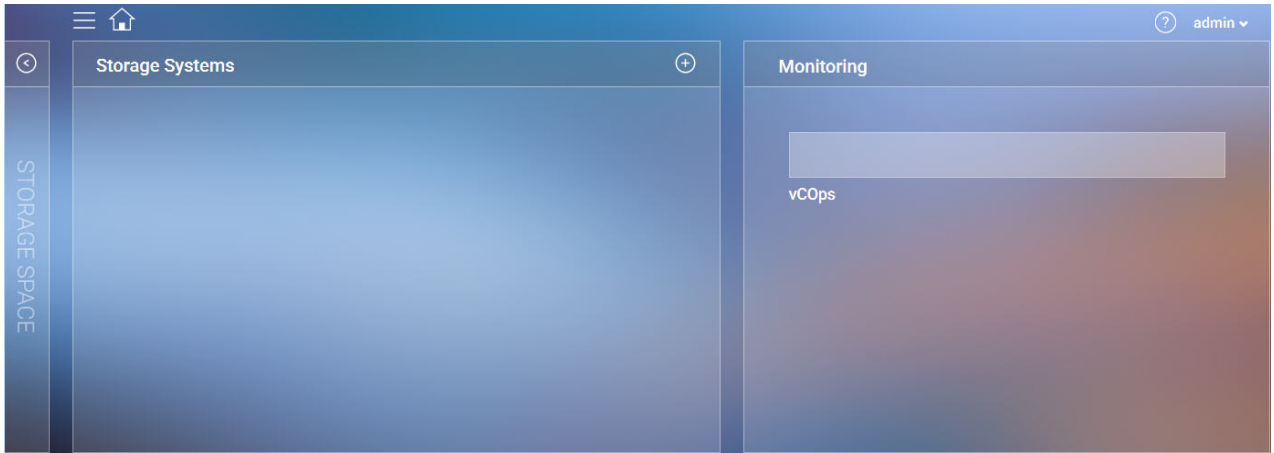 ? admin
Storage Systems
Monitoring
STORAGE SPACE
vCOps